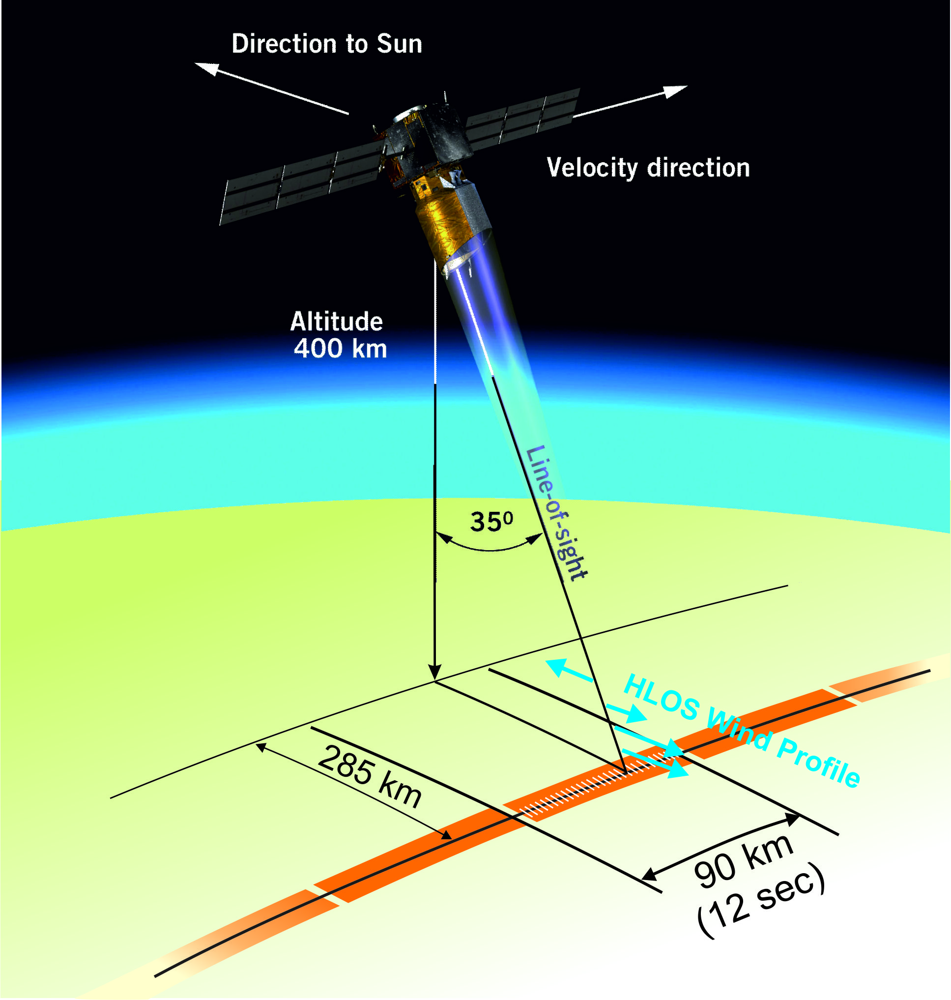 Direction to Sun
Velocity direction
Altitude
400 km
Line-of-sight
35⁰
HLOS Wind Profile
285 km
90 km
(12 sec)